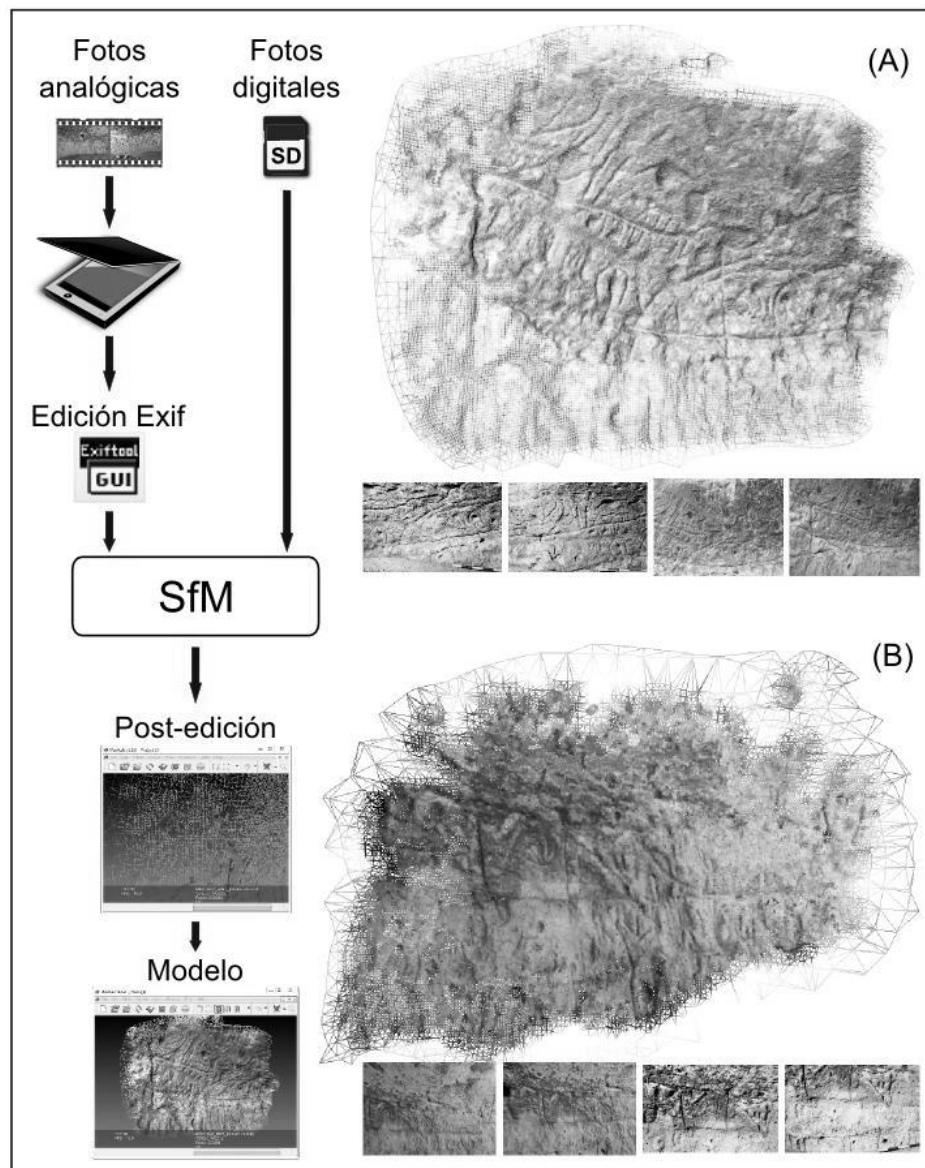 Fotos
analógicas
Fotos
digitales
(A)
SD
Edición Exif
Exiftool
GUI
SfM
(B)
Post-edición
Modelo